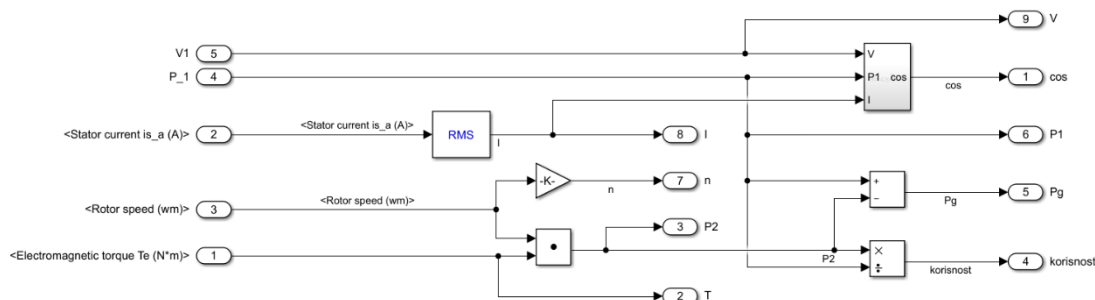 9 V
V1 5
V
P_1 4
P1 cos 1 cos
cos
I
<Stator current is_a (A)>
<Stator current is_a (A)> 2 RMS 8 I 6 P1
I
-K- 7 n
n
+ 5 Pg
<Rotor speed (wm)>
<Rotor speed (wm)> 3 − Pg
3 P2
<Electromagnetic torque Te (N*m)> 1 × 4 korisnost
P2 ÷ korisnost
2 T